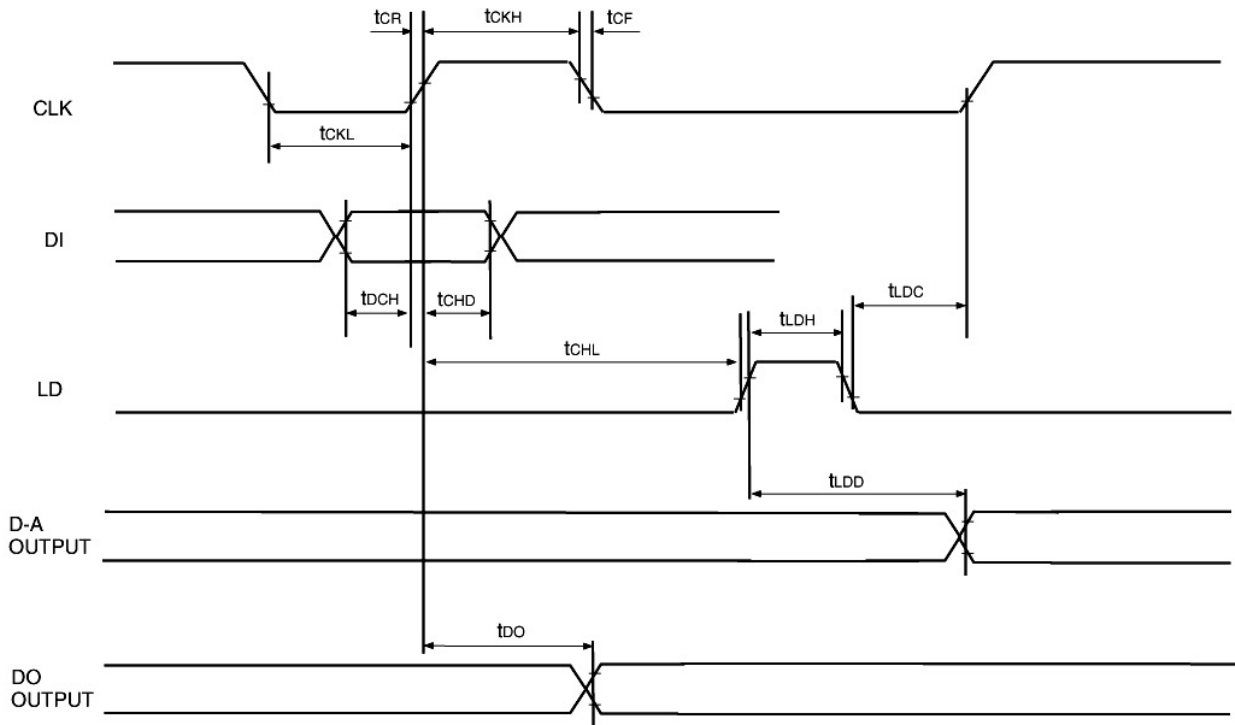 tCR
tCKH
tCF
CLK
tCKL
DI
tDCH
tCHD
tLDC
tLDH
tCHL
LD
tLDD
D-A
OUTPUT
tDO
DO
OUTPUT